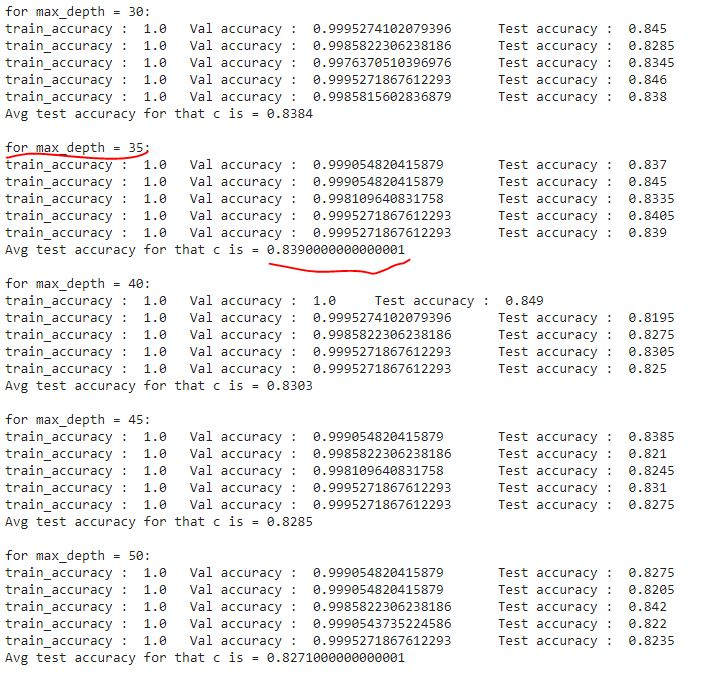 for max_depth = 30:
train_accuracy :  1.0   Val accuracy :  0.9995274102079396      Test accuracy :  0.845
train_accuracy :  1.0   Val accuracy :  0.9985822306238186      Test accuracy :  0.8285
train_accuracy :  1.0   Val accuracy :  0.9976370510396976      Test accuracy :  0.8345
train_accuracy :  1.0   Val accuracy :  0.9995271867612293      Test accuracy :  0.846
train_accuracy :  1.0   Val accuracy :  0.9985815602836879      Test accuracy :  0.838
Avg test accuracy for that c is = 0.8384
for max_depth = 35:
train_accuracy :  1.0   Val accuracy :  0.999054820415879       Test accuracy :  0.837
train_accuracy :  1.0   Val accuracy :  0.999054820415879       Test accuracy :  0.845
train_accuracy :  1.0   Val accuracy :  0.998109640831758       Test accuracy :  0.8335
train_accuracy :  1.0   Val accuracy :  0.9995271867612293      Test accuracy :  0.8405
train_accuracy :  1.0   Val accuracy :  0.9995271867612293      Test accuracy :  0.839
Avg test accuracy for that c is = 0.8390000000000001
for max_depth = 40:
train_accuracy :  1.0   Val accuracy :  1.0     Test accuracy :  0.849
train_accuracy :  1.0   Val accuracy :  0.9995274102079396      Test accuracy :  0.8195
train_accuracy :  1.0   Val accuracy :  0.9985822306238186      Test accuracy :  0.8275
train_accuracy :  1.0   Val accuracy :  0.9995271867612293      Test accuracy :  0.8305
train_accuracy :  1.0   Val accuracy :  0.9995271867612293      Test accuracy :  0.825
Avg test accuracy for that c is = 0.8303
for max_depth = 45:
train_accuracy :  1.0   Val accuracy :  0.999054820415879       Test accuracy :  0.8385
train_accuracy :  1.0   Val accuracy :  0.9985822306238186      Test accuracy :  0.821
train_accuracy :  1.0   Val accuracy :  0.998109640831758       Test accuracy :  0.8245
train_accuracy :  1.0   Val accuracy :  0.9995271867612293      Test accuracy :  0.831
train_accuracy :  1.0   Val accuracy :  0.9995271867612293      Test accuracy :  0.8275
Avg test accuracy for that c is = 0.8285
for max_depth = 50:
train_accuracy :  1.0   Val accuracy :  0.999054820415879       Test accuracy :  0.8275
train_accuracy :  1.0   Val accuracy :  0.999054820415879       Test accuracy :  0.8205
train_accuracy :  1.0   Val accuracy :  0.9985822306238186      Test accuracy :  0.842
train_accuracy :  1.0   Val accuracy :  0.9990543735224586      Test accuracy :  0.822
train_accuracy :  1.0   Val accuracy :  0.9995271867612293      Test accuracy :  0.8235
Avg test accuracy for that c is = 0.8271000000000001